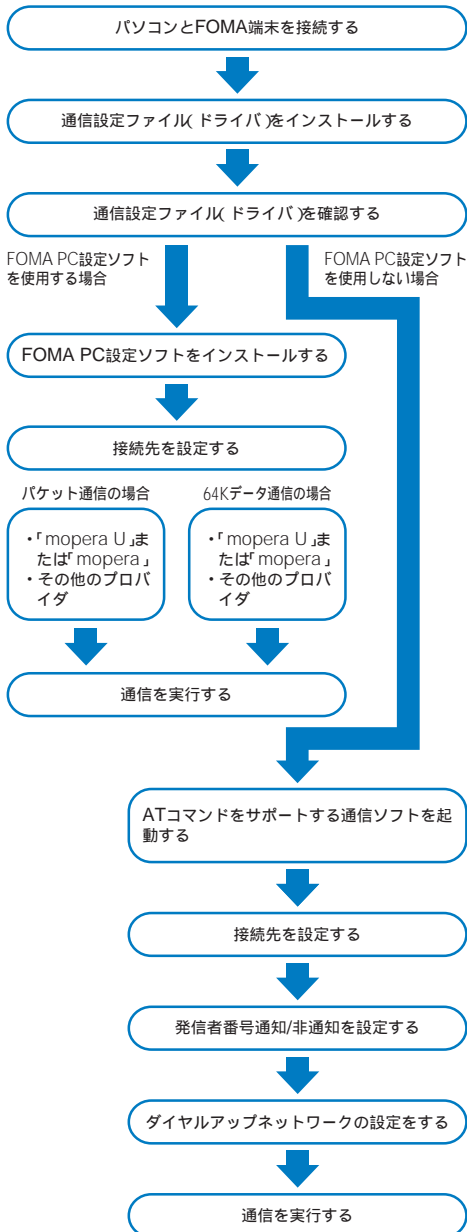 パソコンとFOMA端末を接続する
通信設定ファイル(ドライバ)をインストールする
通信設定ファイル(ドライバ)を確認する
FOMA PC設定ソフト
を使用する場合
FOMA PC設定ソフト
を使用しない場合
FOMA PC設定ソフトをインストールする
接続先を設定する
パケット通信の場合
・「mopera U」ま
たは「mopera」
・その他のプロバ
イダ
64Kデータ通信の場合
・「mopera U」ま
たは「mopera」
・その他のプロバ
イダ
通信を実行する
ATコマンドをサポートする通信ソフトを起
動する
接続先を設定する
発信者番号通知/非通知を設定する
ダイヤルアップネットワークの設定をする
通信を実行する